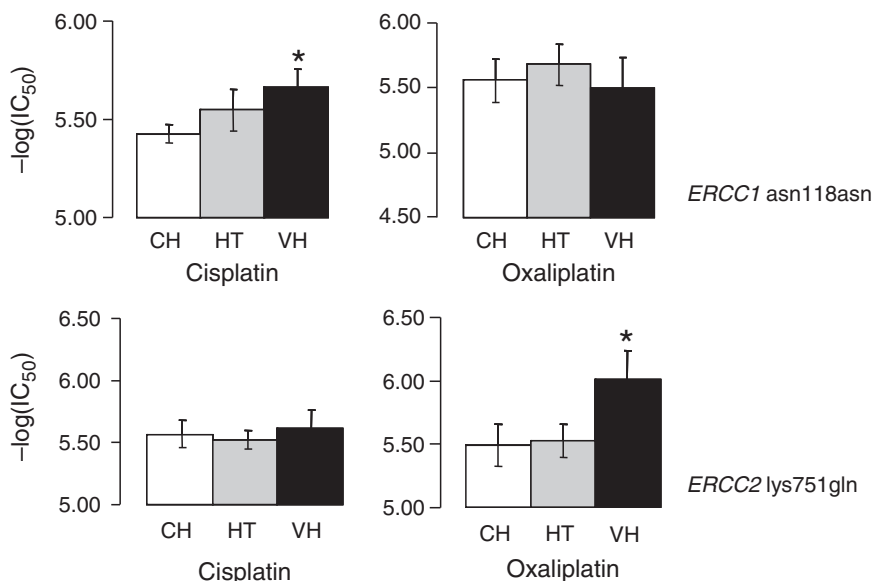 6.00
5.50
5.00
–log(IC50)
*
CH HT VH
Cisplatin
6.00
5.50
5.00
4.50
CH HT VH
Oxaliplatin
ERCC1 asn118asn
6.50
6.00
5.50
5.00
–log(IC50)
CH HT VH
Cisplatin
6.50
6.00
5.50
5.00
*
CH HT VH
Oxaliplatin
ERCC2 lys751gln